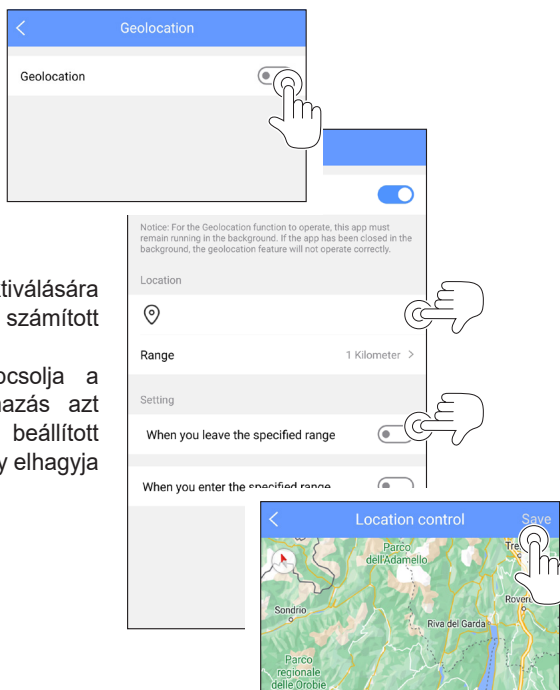 Geolocation
Geolocation
Notice: For the Geolocation function to operate, this app must
remain running in the background. If the app has been closed in the
background, the geolocation feature will not operate correctly.
Location
Range 1 Kilometer >
Setting
When you leave the specified range
When you enter the specified range
tiválására
számított
pcsolja a
mazás azt
beállított
y elhagyja
Location control Save
Parco
dell'Adamello
Tre
Sondrio
Rovere
Riva del Garda
Parco
regionale
delle Orobie